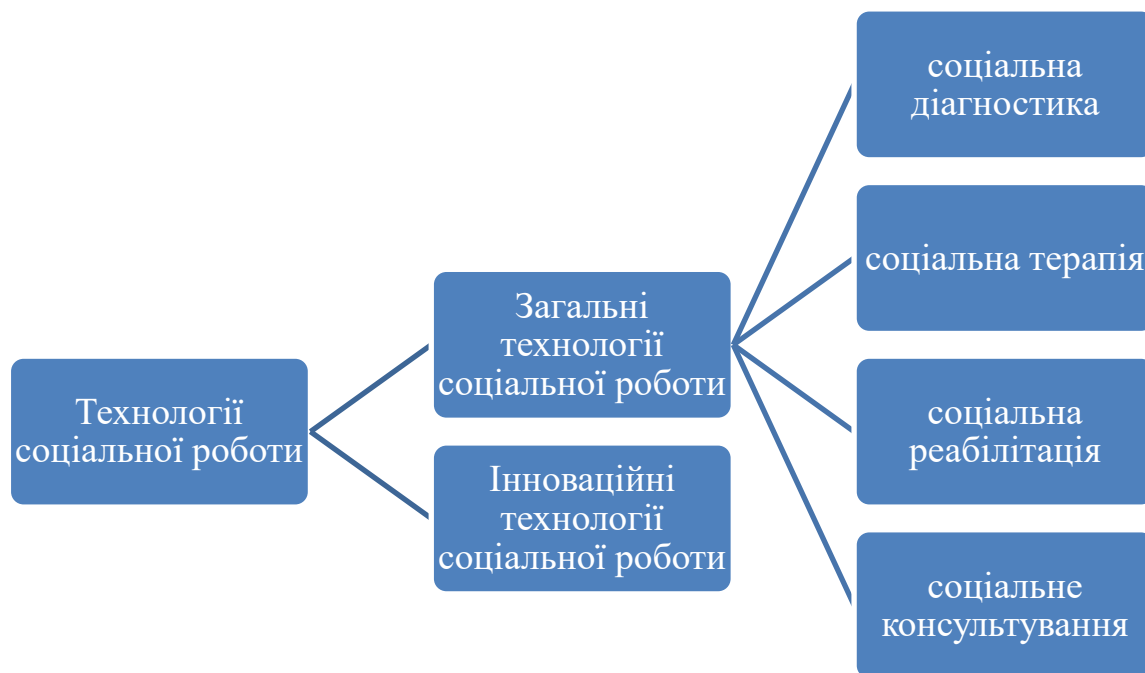 Технології
соціальної роботи
Загальні
технології
соціальної роботи
Інноваційні
технології
соціальної роботи
соціальна
діагностика
соціальна терапія
соціальна
реабілітація
соціальне
консультування